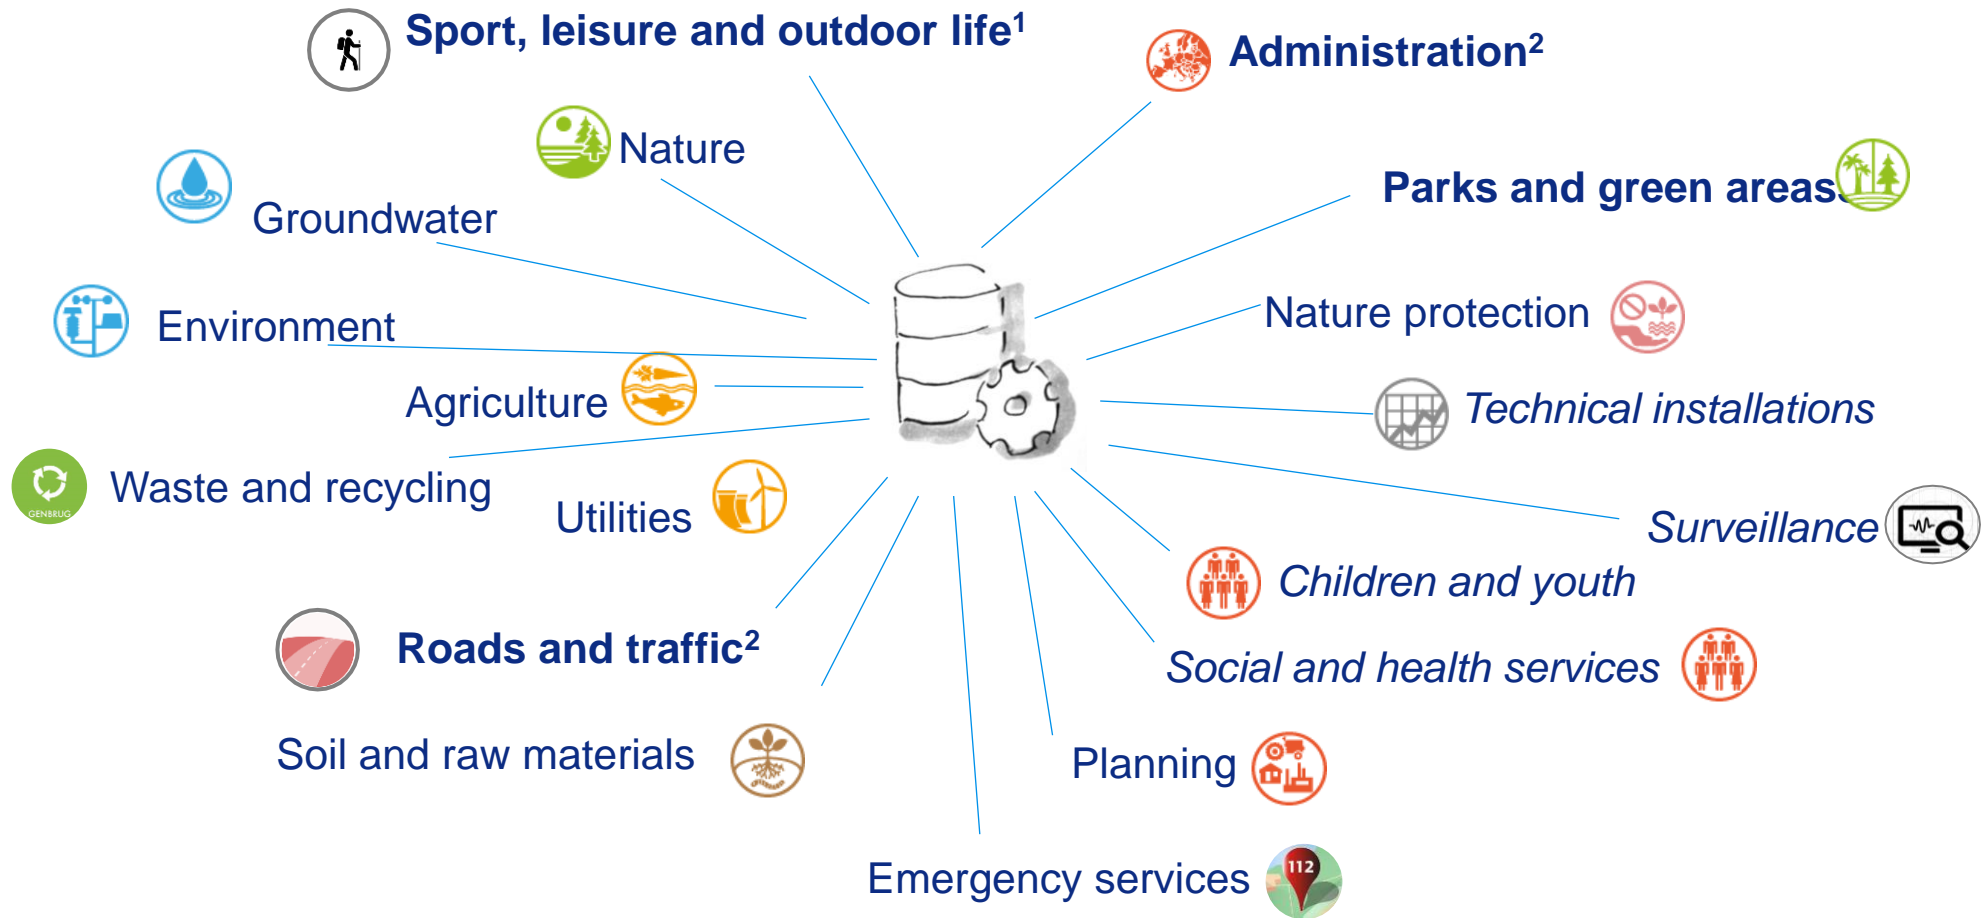 Sport, leisure and outdoor life¹
Administration²
Nature
Parks and green areas
Groundwater
Nature protection
Environment
Agriculture
Technical installations
Waste and recycling
GENBRUG
Utilities
Surveillance
Children and youth
Roads and traffic²
Social and health services
Soil and raw materials
Planning
Emergency services
112